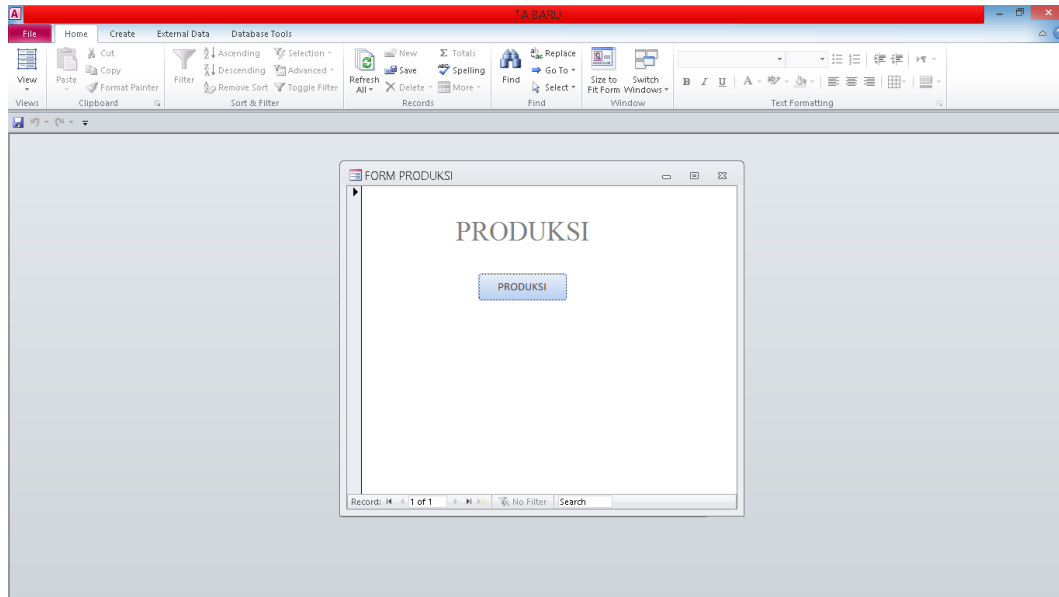 A
TA BARU
File Home Create External Data Database Tools
View
Views
Paste
Cut
Copy
Format Painter
Clipboard
Filter
Ascending
Descending
Remove Sort
Selection
Advanced
Toggle Filter
Sort & Filter
Refresh All
New
Save
Delete
Totals
Spelling
More
Records
Find
Replace
Go To
Select
Find
Size to Fit Form
Switch Windows
Window
B I U A
Text Formatting
FORM PRODUKSI
PRODUKSI
PRODUKSI
Record: 1 of 1 No Filter Search